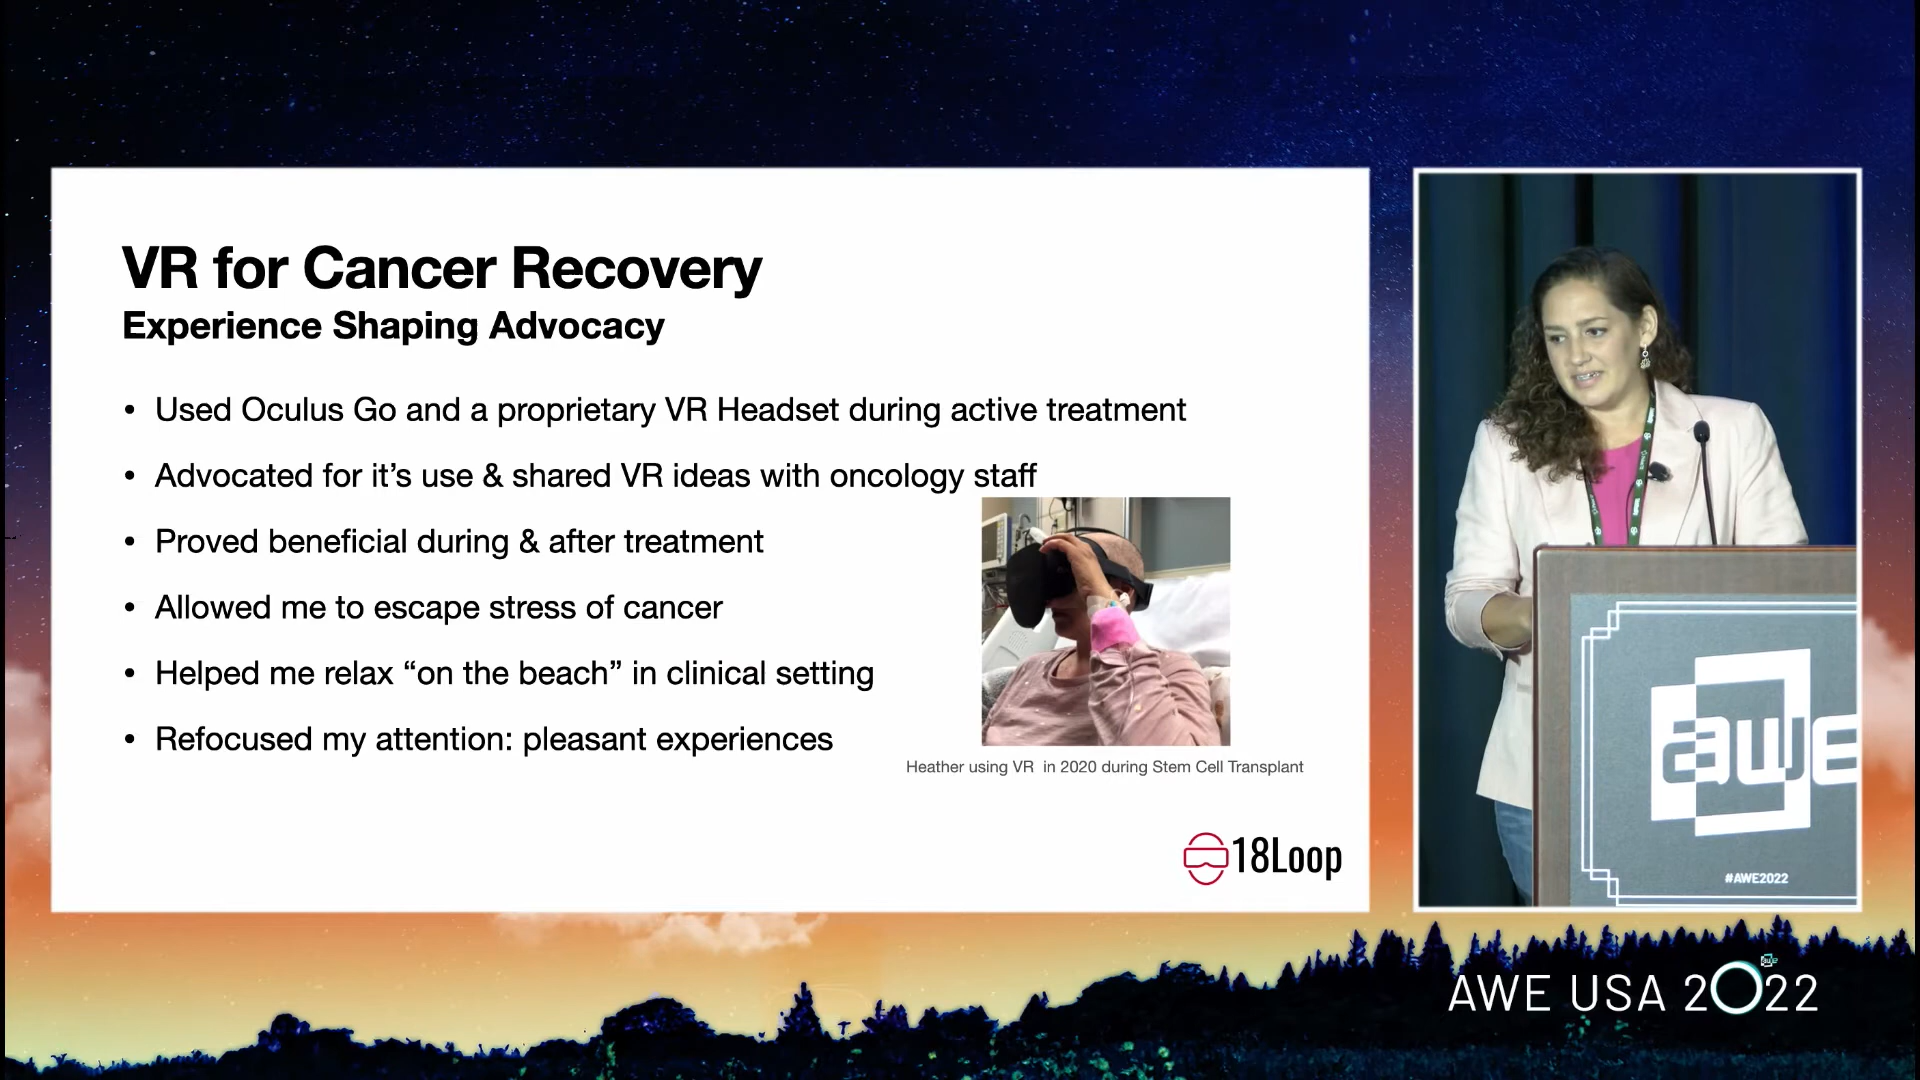 VR for Cancer Recovery
Experience Shaping Advocacy
• Used Oculus Go and a proprietary VR Headset during active treatment
• Advocated for it’s use & shared VR ideas with oncology staff
• Proved beneficial during & after treatment
• Allowed me to escape stress of cancer
• Helped me relax “on the beach” in clinical setting
• Refocused my attention: pleasant experiences
Heather using VR in 2020 during Stem Cell Transplant
18Loop
awe
#AWE2022
AWE USA 2022